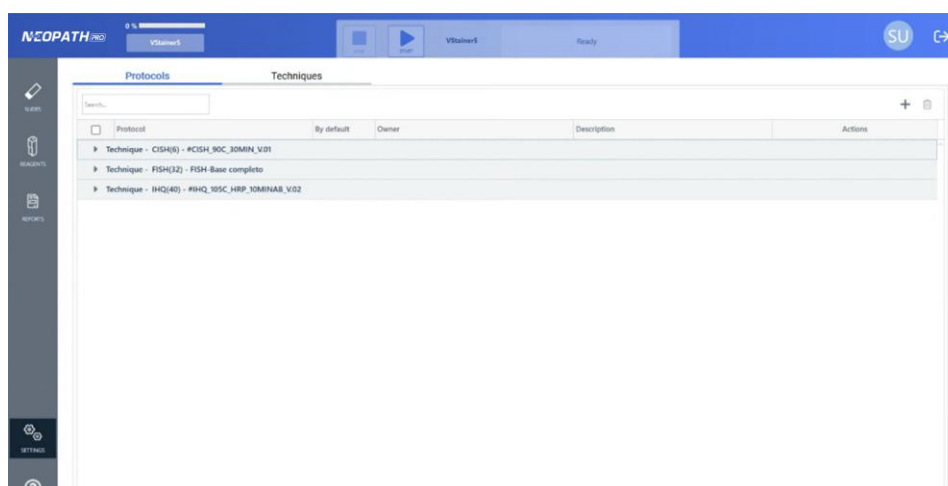 NEOPATH PRO
0 %
VStainer5
START
VStainer5
Ready
SU
Protocols
Techniques
Search...
Protocol
By default
Owner
Description
Actions
Technique - CISH(6) - #CISH_90C_30MIN_V.01
Technique - FISH(32) - FISH-Base completo
Technique - IHQ(40) - #IHQ_105C_HRP_10MINAB_V.02
SLIDES
REAGENTS
REPORTS
SETTINGS